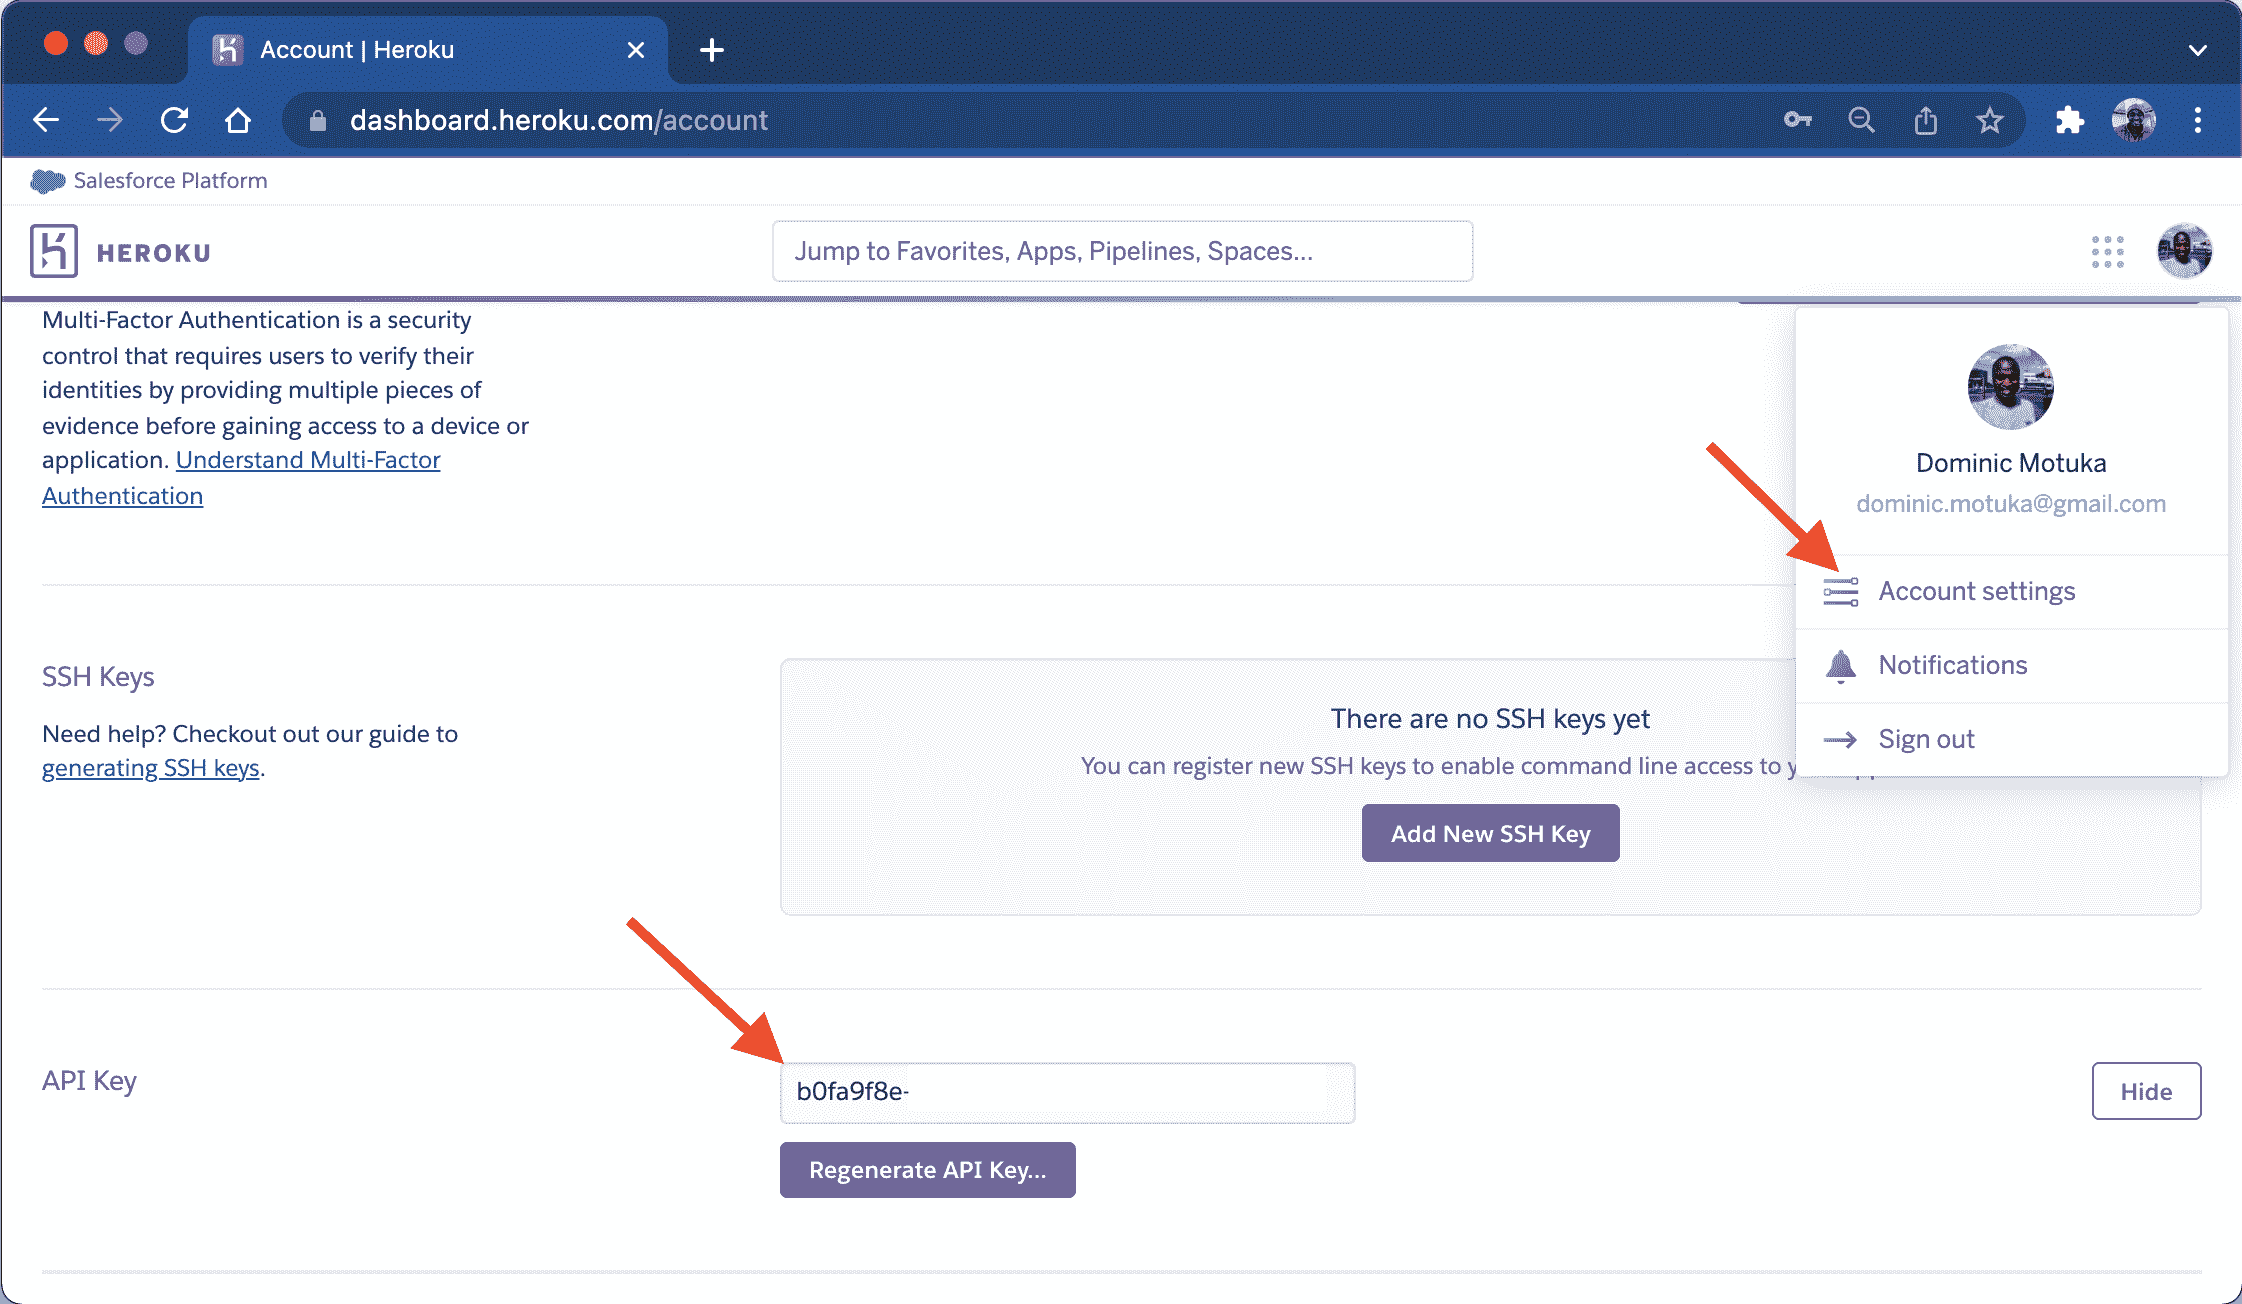 Account | Heroku
dashboard.heroku.com/account
Salesforce Platform
HEROKU
Jump to Favorites, Apps, Pipelines, Spaces...
Multi-Factor Authentication is a security
control that requires users to verify their
identities by providing multiple pieces of
evidence before gaining access to a device or
application. Understand Multi-Factor
Authentication
Dominic Motuka
dominic.motuka@gmail.com
Account settings
Notifications
Sign out
SSH Keys
Need help? Checkout out our guide to
generating SSH keys.
There are no SSH keys yet
You can register new SSH keys to enable command line access to
Add New SSH Key
API Key
b0fa9f8e-
Hide
Regenerate API Key...